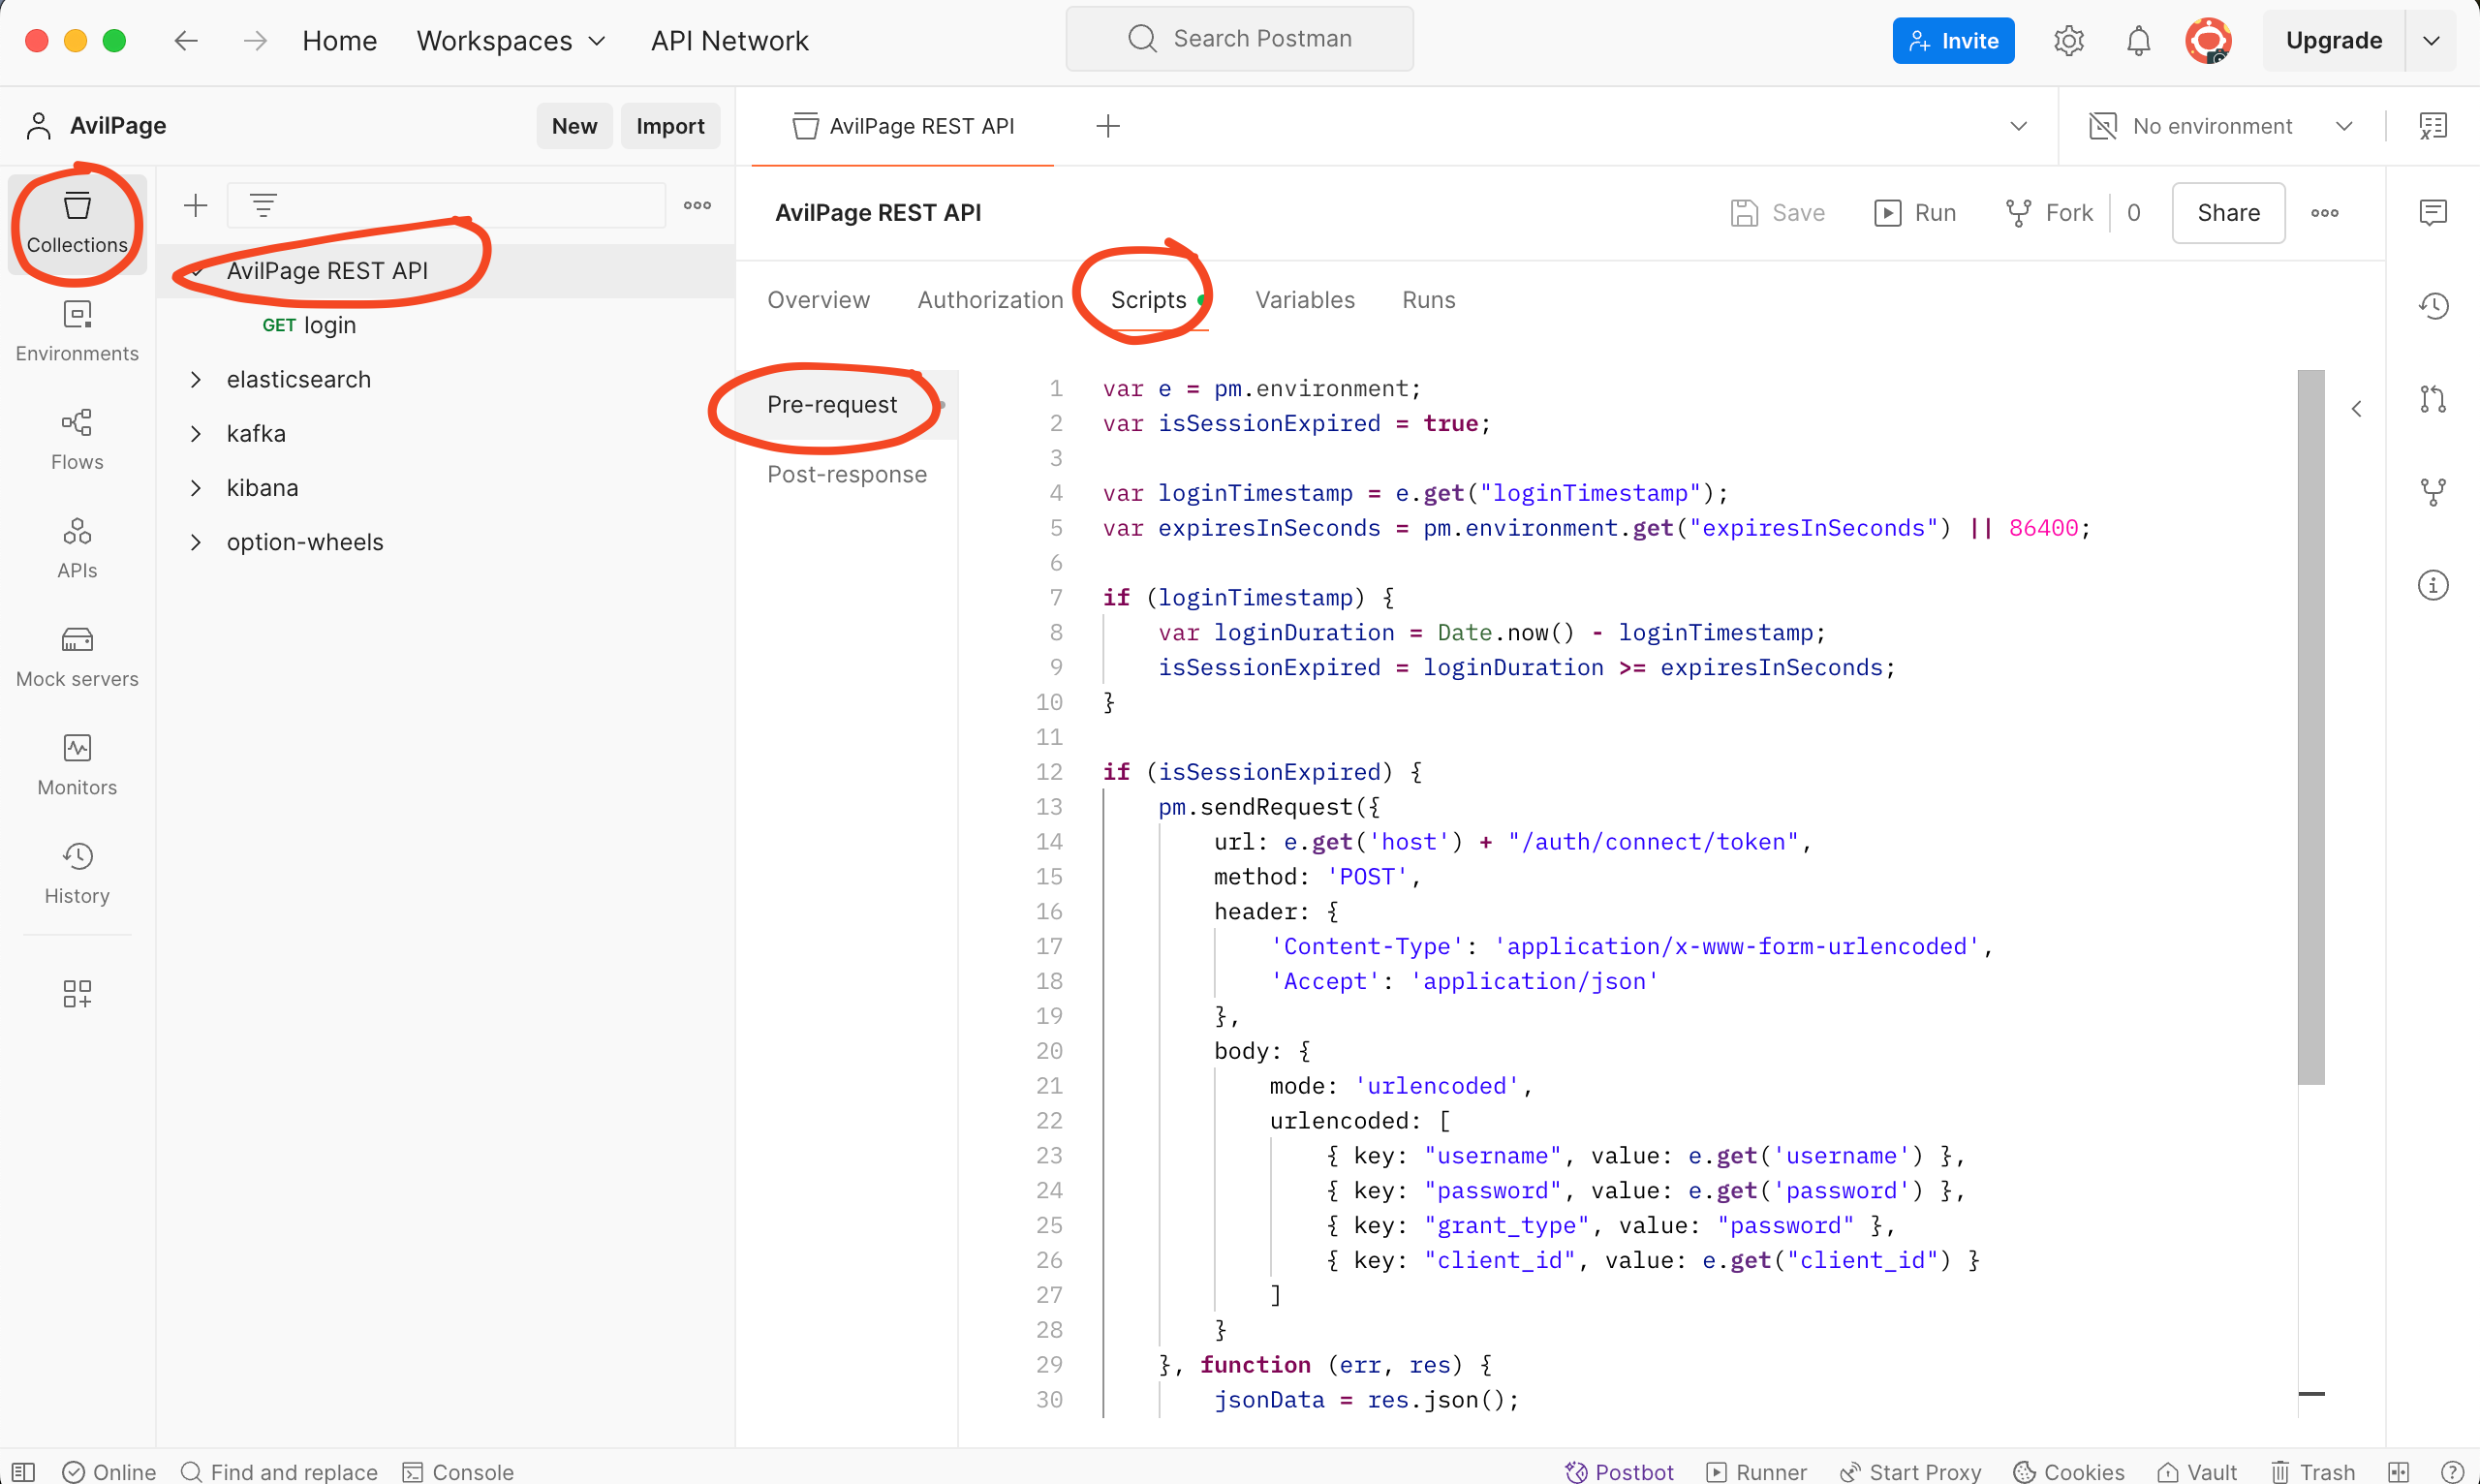 Home Workspaces API Network Search Postman Invite Upgrade
AvilPage New Import AvilPage REST API No environment
Collections
Environments
Flows
APIs
Mock servers
Monitors
History
AvilPage REST API
GET login
elasticsearch
kafka
kibana
option-wheels
AvilPage REST API Save Run Fork 0 Share
Overview Authorization Scripts Variables Runs
Pre-request
Post-response
1 var e = pm.environment;
2 var isSessionExpired = true;
3
4 var loginTimestamp = e.get("loginTimestamp");
5 var expiresInSeconds = pm.environment.get("expiresInSeconds") || 86400;
6
7 if (loginTimestamp) {
8     var loginDuration = Date.now() - loginTimestamp;
9     isSessionExpired = loginDuration >= expiresInSeconds;
10 }
11
12 if (isSessionExpired) {
13     pm.sendRequest({
14         url: e.get('host') + "/auth/connect/token",
15         method: 'POST',
16         header: {
17             'Content-Type': 'application/x-www-form-urlencoded',
18             'Accept': 'application/json'
19         },
20         body: {
21             mode: 'urlencoded',
22             urlencoded: [
23                 { key: "username", value: e.get('username') },
24                 { key: "password", value: e.get('password') },
25                 { key: "grant_type", value: "password" },
26                 { key: "client_id", value: e.get("client_id") }
27             ]
28         }
29     }, function (err, res) {
30         jsonData = res.json();
Online Find and replace Console Postbot Runner Start Proxy Cookies Vault Trash